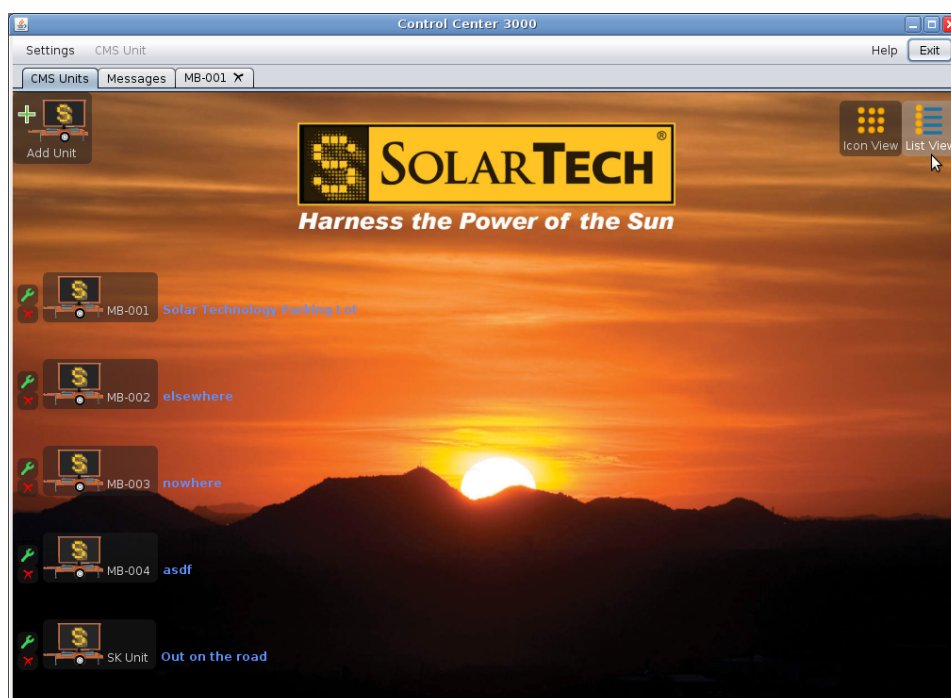 Control Center 3000
Settings CMS Unit Help Exit
CMS Units Messages MB-001
Add Unit
Icon View List View
SOLARTECH®
Harness the Power of the Sun
MB-001 Solar Technology Parking Lot
MB-002 elsewhere
MB-003 nowhere
MB-004 asdf
SK Unit Out on the road